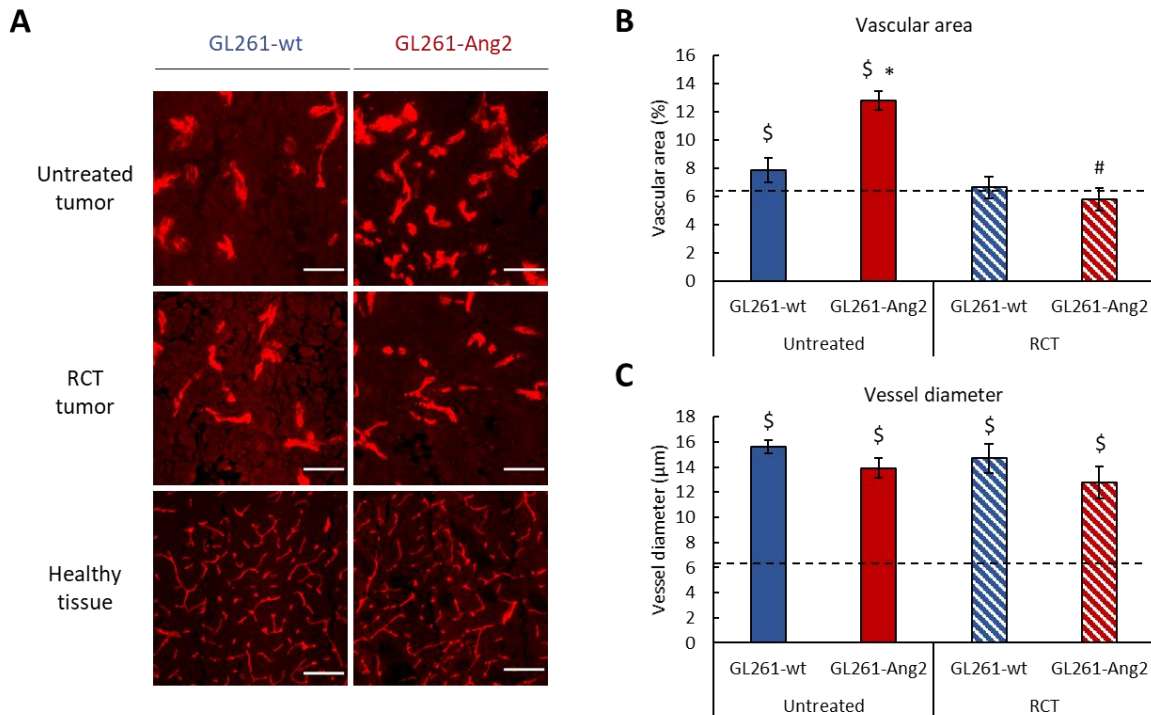 A
GL261-wt
GL261-Ang2
Untreated
tumor
RCT
tumor
Healthy
tissue
B
Vascular area
Vascular area (%)
16
14
12
10
8
6
4
2
0
$
$ *
#
GL261-wt
GL261-Ang2
GL261-wt
GL261-Ang2
Untreated
RCT
C
Vessel diameter
Vessel diameter (µm)
18
16
14
12
10
8
6
4
2
0
$
$
$
$
GL261-wt
GL261-Ang2
GL261-wt
GL261-Ang2
Untreated
RCT